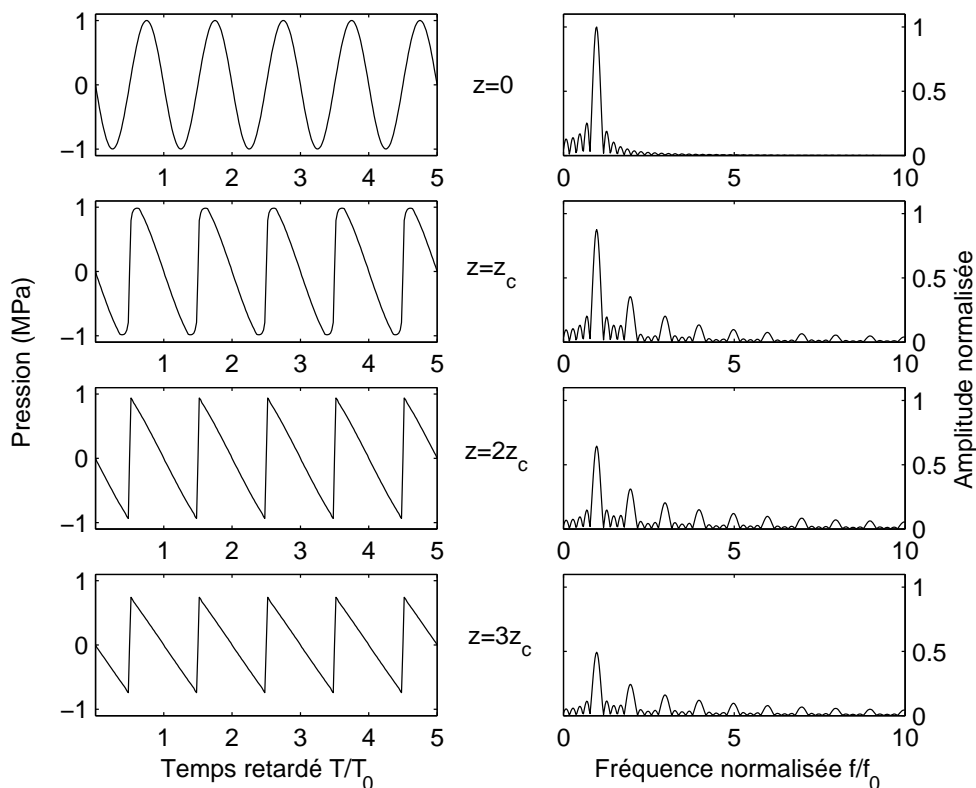 1
0
−1
1 2 3 4 5
z=0
1
0.5
0
0 5 10
1
0
−1
1 2 3 4 5
z=z_c
1
0.5
0
0 5 10
1
0
−1
1 2 3 4 5
z=2z_c
1
0.5
0
0 5 10
1
0
−1
1 2 3 4 5
z=3z_c
1
0.5
0
0 5 10
Pression (MPa)
Amplitude normalisée
Temps retardé T/T_0
Fréquence normalisée f/f_0